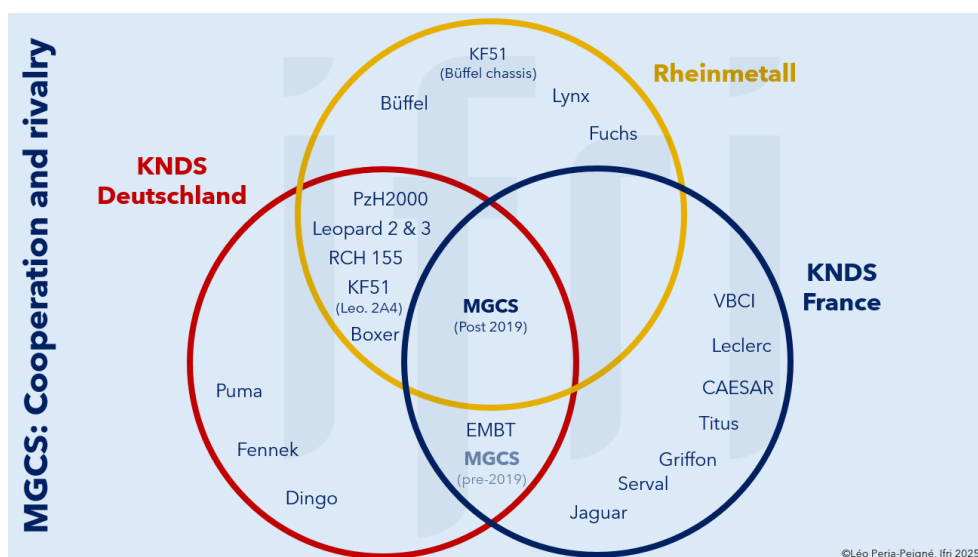 MGCS: Cooperation and rivalry
KF51
(Büffel chassis)
Rheinmetall
Büffel
Lynx
Fuchs
KNDS
Deutschland
PzH2000
Leopard 2 & 3
RCH 155
KF51
(Leo. 2A4)
Boxer
MGCS
(Post 2019)
KNDS
France
VBCI
Leclerc
CAESAR
Titus
Griffon
Serval
Jaguar
Puma
Fennek
Dingo
EMBT
MGCS
(pre-2019)
ifri
©Léo Peria-Peigné, Ifri 2025